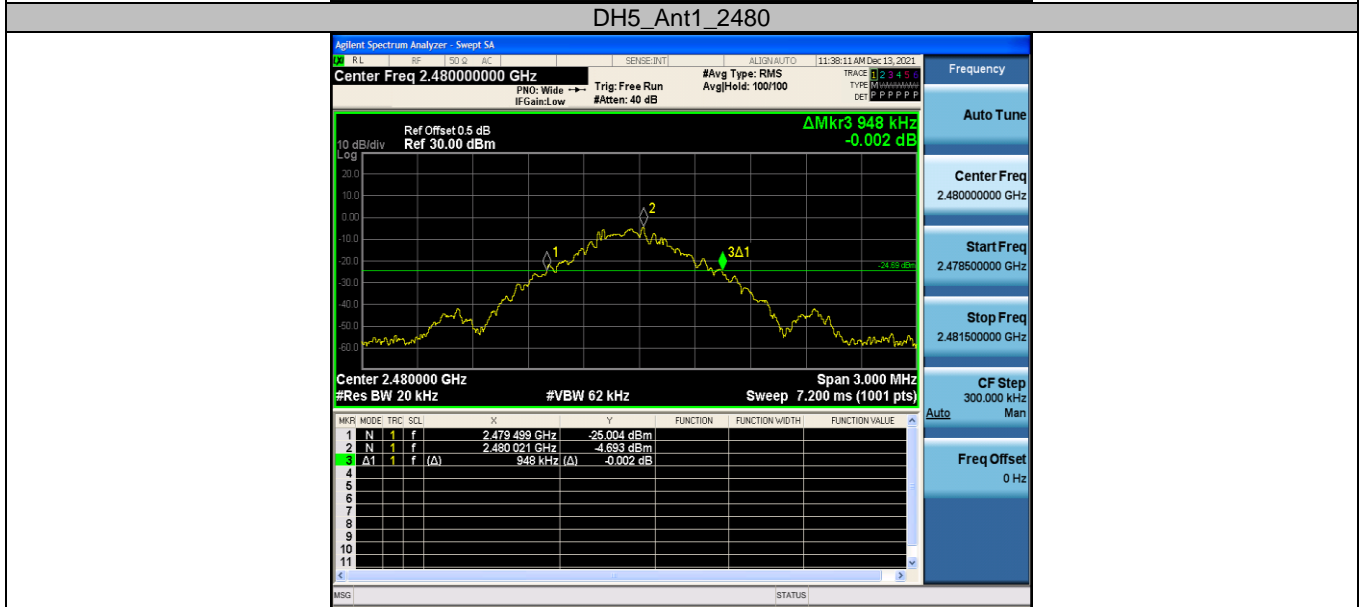 DH5_Ant1_2480
Agilent Spectrum Analyzer - Swept SA
RL RF 50 Ω AC SENSE:INT ALIGNAUTO 11:38:11 AM Dec 13, 2021
Center Freq 2.480000000 GHz
PNO: Wide
IFGain:Low
Trig: Free Run
#Atten: 40 dB
#Avg Type: RMS
Avg|Hold: 100/100
TRACE 1 2 3 4 5 6
TYPE M
DET P P P P P P
ΔMkr3 948 kHz
-0.002 dB
Ref Offset 0.5 dB
10 dB/div Ref 30.00 dBm
Log
20.0
10.0
0.00
-10.0
-20.0
-30.0
-40.0
-50.0
-60.0
1
2
3Δ1
-24.69 dBm
Center 2.480000 GHz Span 3.000 MHz
#Res BW 20 kHz #VBW 62 kHz Sweep 7.200 ms (1001 pts)
MKR MODE TRC SCL X Y FUNCTION FUNCTION WIDTH FUNCTION VALUE
1 N 1 f 2.479 499 GHz -25.004 dBm
2 N 1 f 2.480 021 GHz -4.693 dBm
3 Δ1 1 f (Δ) 948 kHz (Δ) -0.002 dB
4
5
6
7
8
9
10
11
MSG STATUS
Frequency
Auto Tune
Center Freq
2.480000000 GHz
Start Freq
2.478500000 GHz
Stop Freq
2.481500000 GHz
CF Step
300.000 kHz
Auto Man
Freq Offset
0 Hz